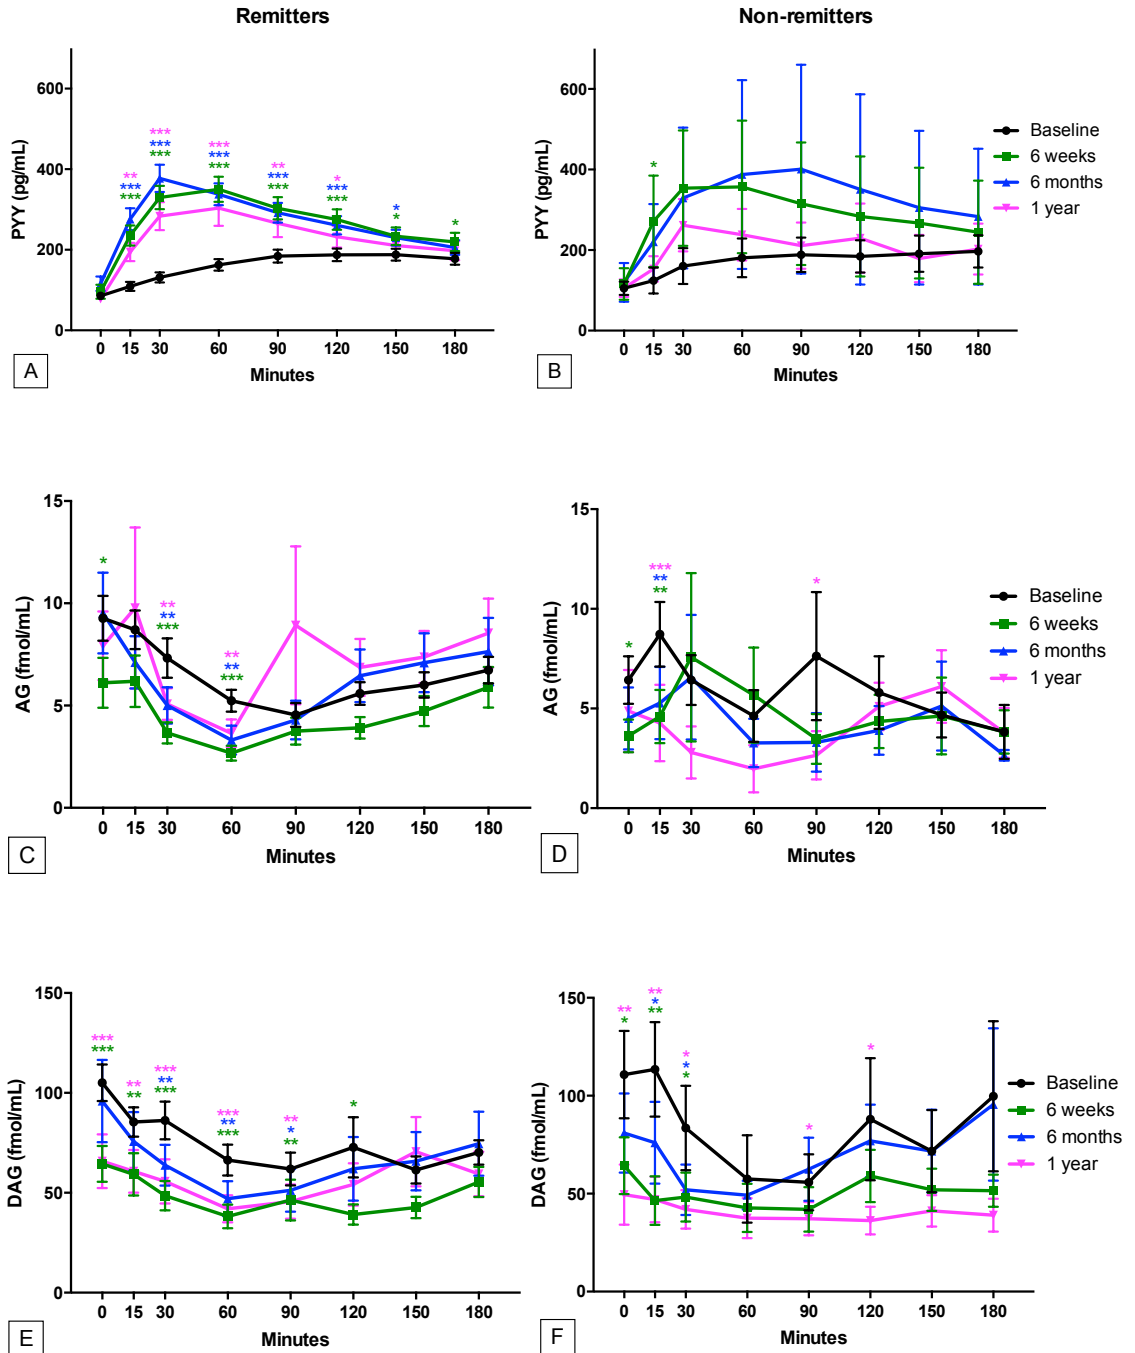 Remitters
Non-remitters
PYY (pg/mL)
600
400
200
0
*** *** ***
*** *** ***
** *** ***
** *** ***
* *** ***
* *
*
0 15 30 60 90 120 150 180
Minutes
A
PYY (pg/mL)
600
400
200
0
*
0 15 30 60 90 120 150 180
Minutes
B
Baseline
6 weeks
6 months
1 year
AG (fmol/mL)
15
10
5
0
*
** ** ***
** ** ***
0 15 30 60 90 120 150 180
Minutes
C
AG (fmol/mL)
15
10
5
0
*
*** ** **
*
0 15 30 60 90 120 150 180
Minutes
D
Baseline
6 weeks
6 months
1 year
DAG (fmol/mL)
150
100
50
0
*** ***
** **
*** ** ***
*** ** ***
** * **
*
0 15 30 60 90 120 150 180
Minutes
E
DAG (fmol/mL)
150
100
50
0
** *
** * **
* * *
*
*
0 15 30 60 90 120 150 180
Minutes
F
Baseline
6 weeks
6 months
1 year